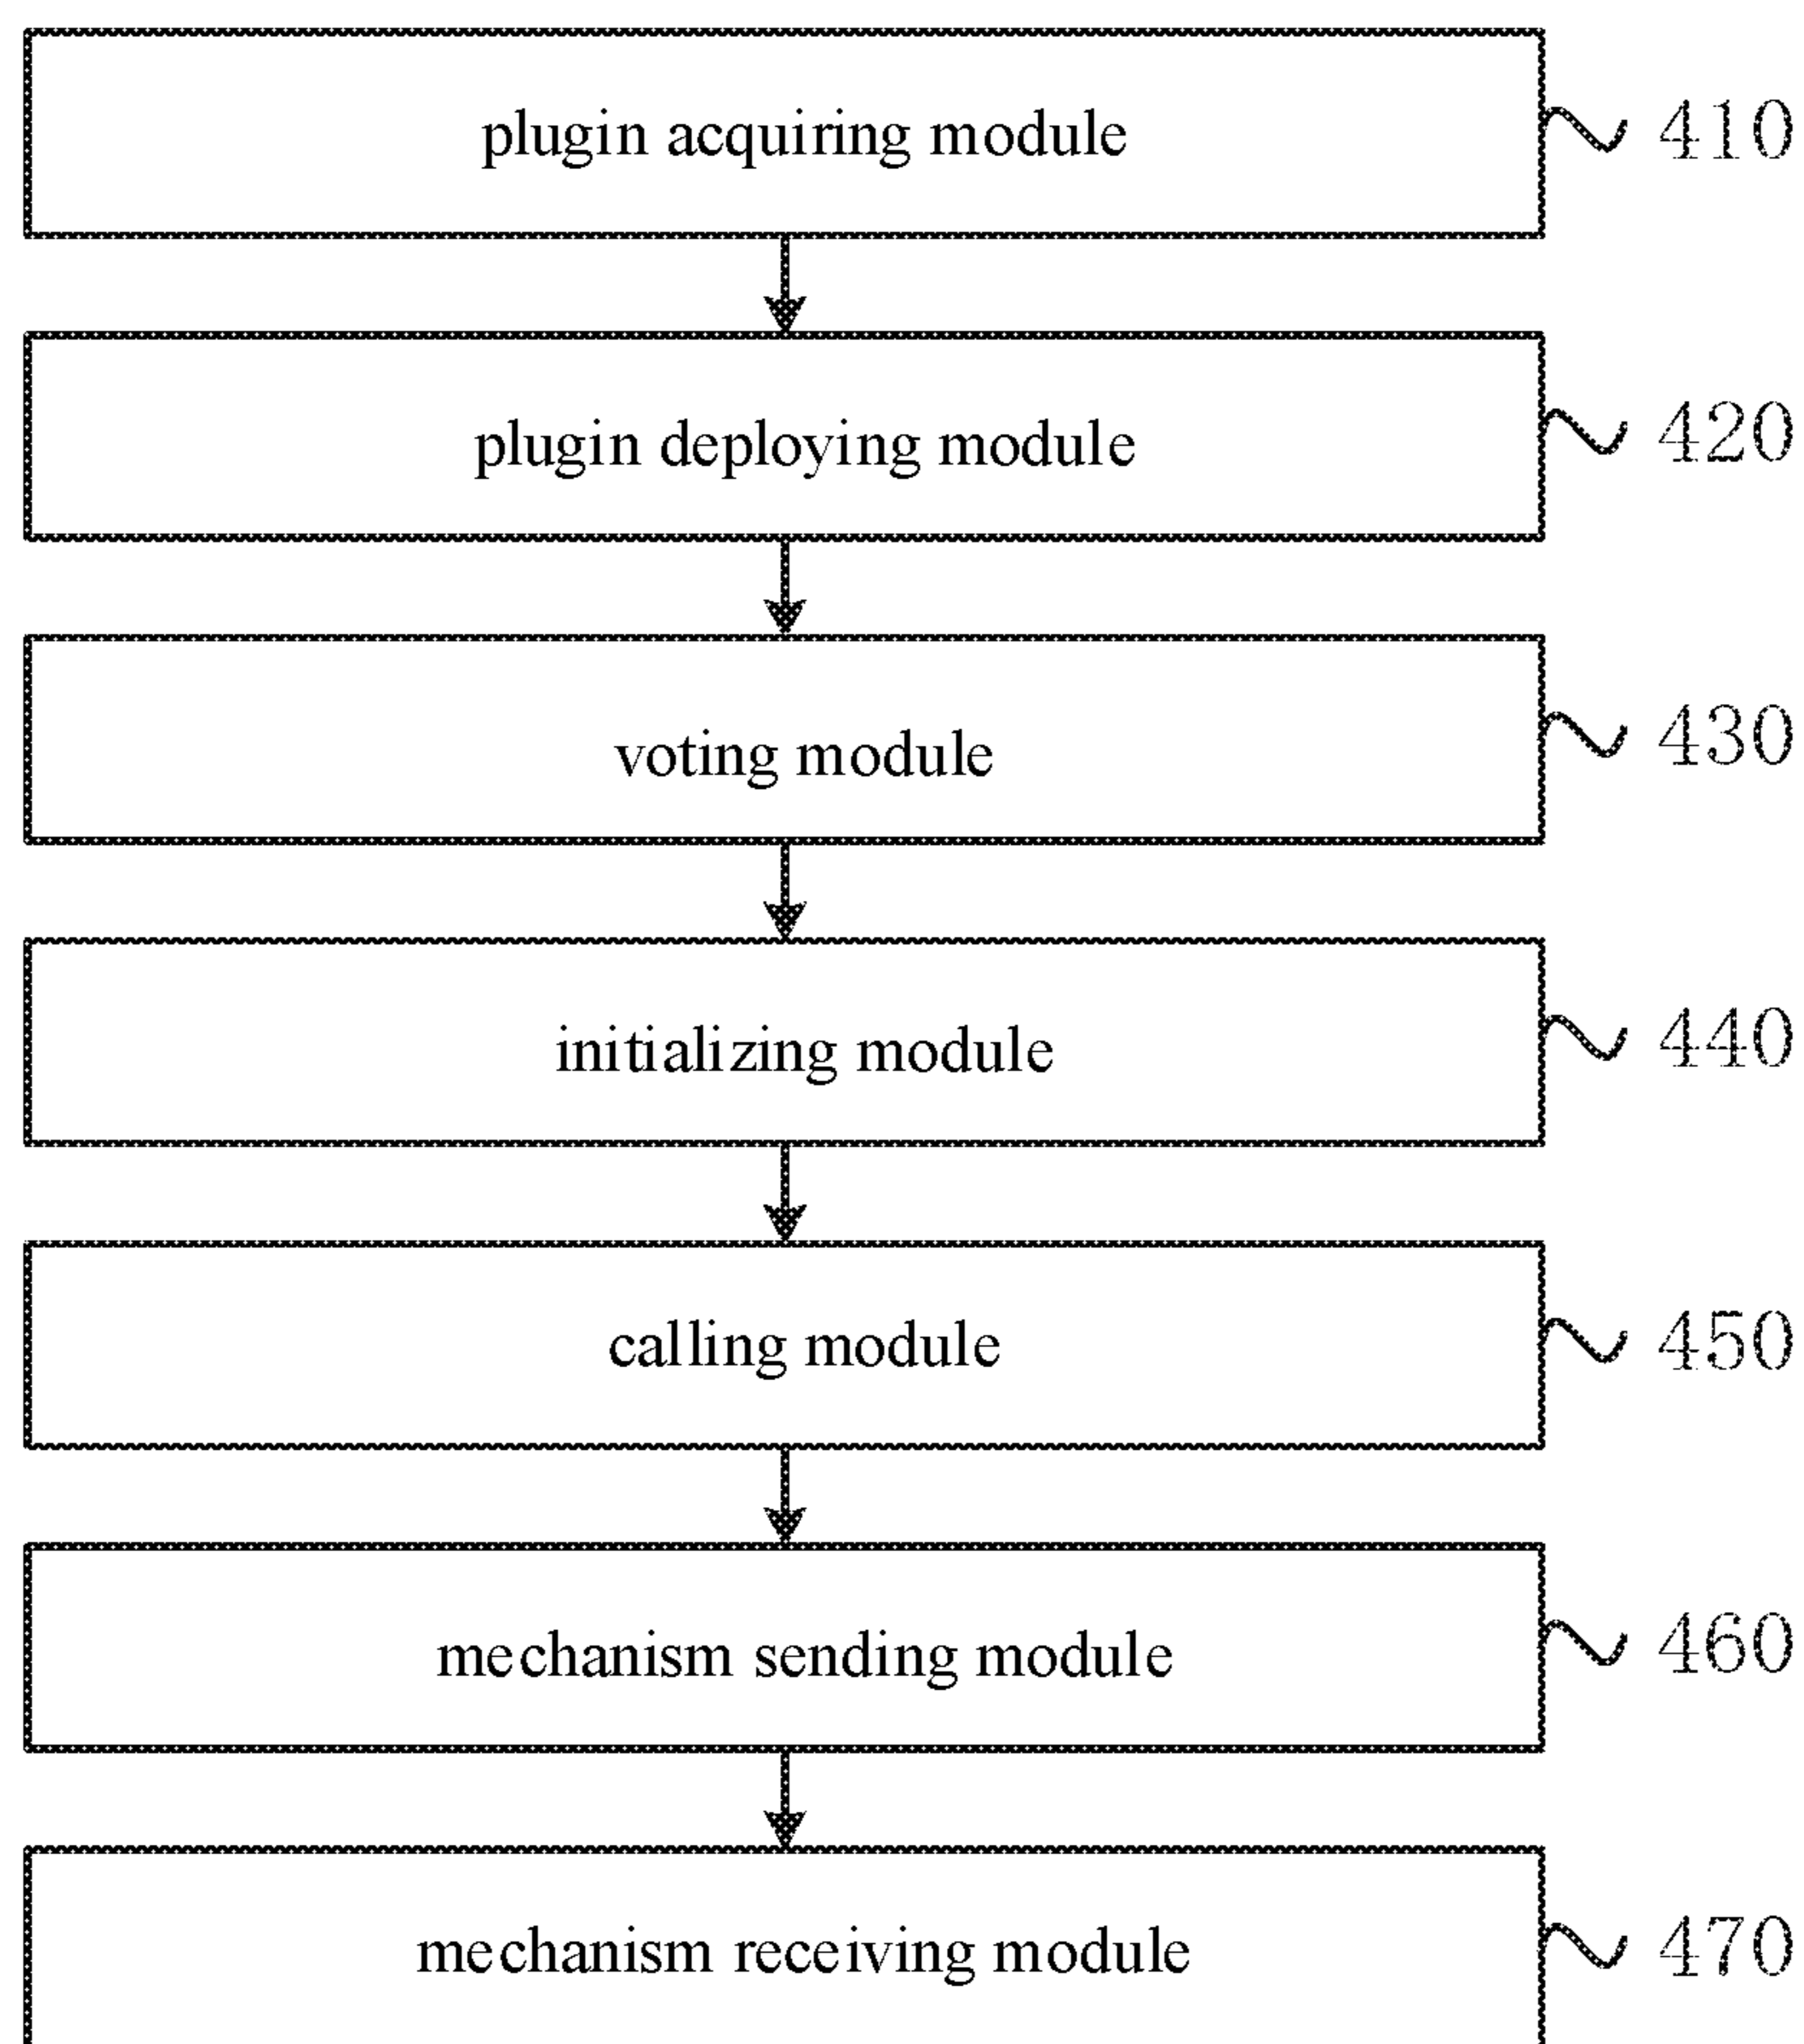 plugin acquiring module 410
plugin deploying module 420
voting module 430
initializing module 440
calling module 450
mechanism sending module 460
mechanism receiving module 470